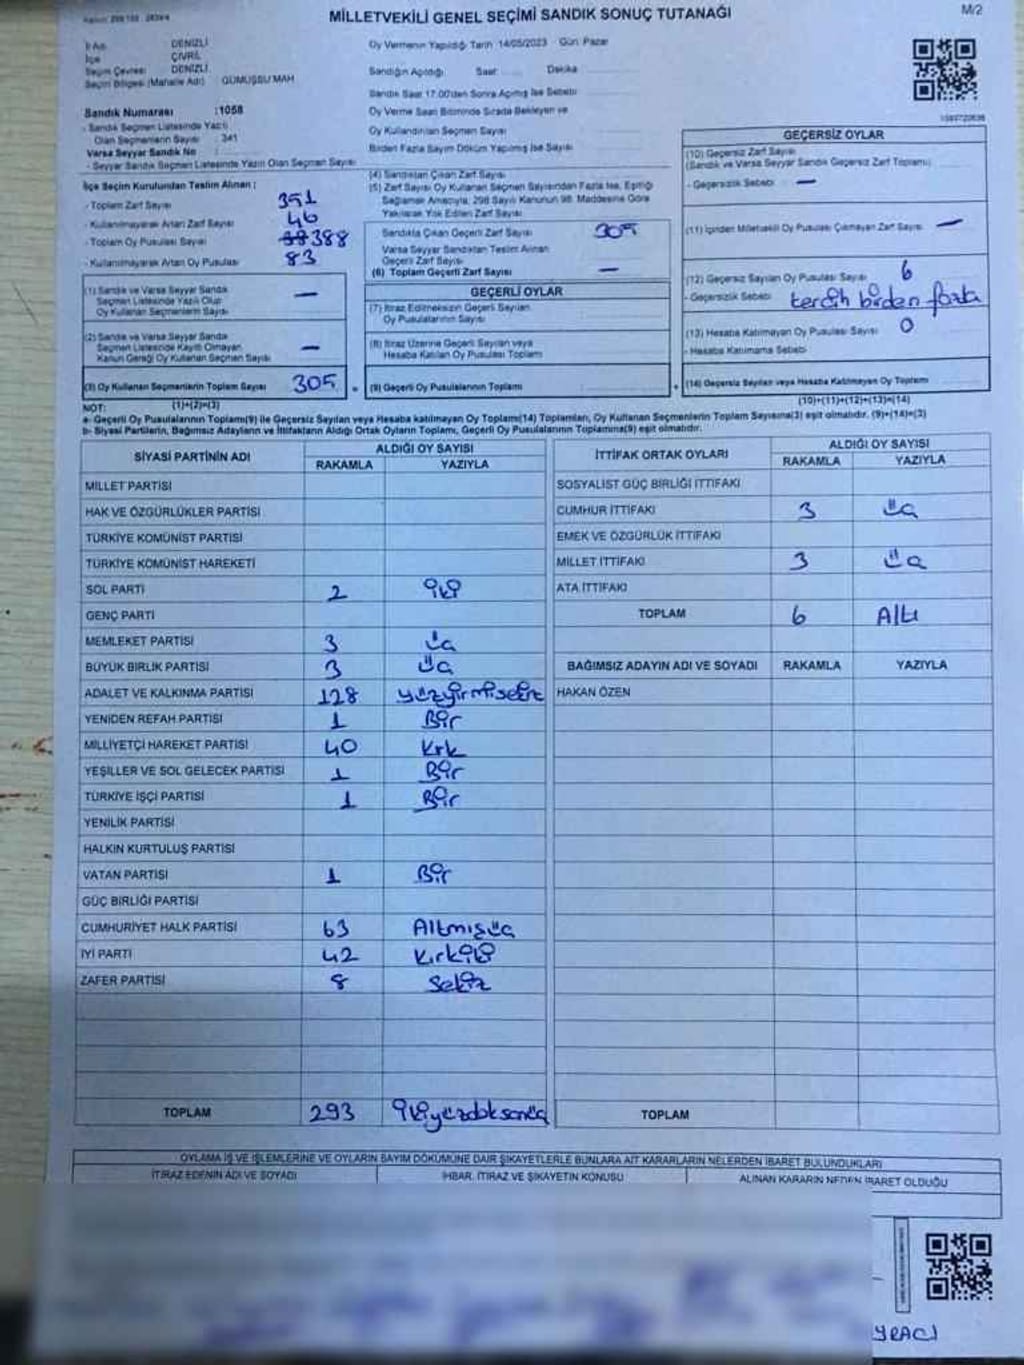 MİLLETVEKİLİ GENEL SEÇİMİ SANDIK SONUÇ TUTANAĞI
M/2
İl Adı DENİZLİ
İlçe ÇİVRİL
Seçim Çevresi DENİZLİ
Seçim Bölgesi (Mahalle Adı) GÜMÜŞSU MAH
Sandık Numarası :1058
- Sandık Seçmen Listesinde Yazılı
Olan Seçmenlerin Sayısı : 341
Varsa Seyyar Sandık No :
- Seyyar Sandık Seçmen Listesinde Yazılı Olan Seçmen Sayısı
Oy Vermenin Yapıldığı Tarih 14/05/2023 Gün: Pazar
Sandığın Açıldığı Saat Dakika
Sandık Saat 17.00'den Sonra Açılmış İse Sebebi
Oy Verme Saati Bitiminde Sırada Bekleyen ve
Oy Kullandırılan Seçmen Sayısı
Birden Fazla Sayım Döküm Yapılmış İse Sayısı
İlçe Seçim Kurulundan Teslim Alınan :
- Toplam Zarf Sayısı 351
- Kullanılmayarak Artan Zarf Sayısı 46
- Toplam Oy Pusulası Sayısı 388
- Kullanılmayarak Artan Oy Pusulası 83
(1) Sandık ve Varsa Seyyar Sandık
Seçmen Listesinde Yazılı Olup
Oy Kullanan Seçmenlerin Sayısı —
(2) Sandık ve Varsa Seyyar Sandık
Seçmen Listesinde Kayıtlı Olmayan
Kanun Gereği Oy Kullanan Seçmen Sayısı —
(3) Oy Kullanan Seçmenlerin Toplam Sayısı 305
(1)+(2)=(3)
(4) Sandıktan Çıkan Zarf Sayısı
(5) Zarf Sayısı Oy Kullanan Seçmen Sayısından Fazla İse, Eşitliği
Sağlamak Amacıyla, 298 Sayılı Kanunun 98. Maddesine Göre
Yakılarak Yok Edilen Zarf Sayısı
Sandıkta Çıkan Geçerli Zarf Sayısı 305
Varsa Seyyar Sandıktan Teslim Alınan
Geçerli Zarf Sayısı
(6) Toplam Geçerli Zarf Sayısı —
GEÇERLİ OYLAR
(7) İtiraz Edilmeksizin Geçerli Sayılan
Oy Pusulalarının Sayısı
(8) İtiraz Üzerine Geçerli Sayılan veya
Hesaba Katılan Oy Pusulası Toplamı
= (9) Geçerli Oy Pusulalarının Toplamı
GEÇERSİZ OYLAR
(10) Geçersiz Zarf Sayısı
(Sandık ve Varsa Seyyar Sandık Geçersiz Zarf Toplamı)
- Geçersizlik Sebebi —
(11) İçinden Milletvekili Oy Pusulası Çıkmayan Zarf Sayısı —
(12) Geçersiz Sayılan Oy Pusulası Sayısı 6
- Geçersizlik Sebebi tercih birden fazla
(13) Hesaba Katılmayan Oy Pusulası Sayısı 0
- Hesaba Katılmama Sebebi
+ (14) Geçersiz Sayılan veya Hesaba Katılmayan Oy Toplamı
(10)+(11)+(12)+(13)=(14)
NOT:
a- Geçerli Oy Pusulalarının Toplamı(9) ile Geçersiz Sayılan veya Hesaba katılmayan Oy Toplamı(14) Toplamları, Oy Kullanan Seçmenlerin Toplam Sayısına(3) eşit olmalıdır. (9)+(14)=(3)
b- Siyasi Partilerin, Bağımsız Adayların ve İttifakların Aldığı Ortak Oyların Toplamı, Geçerli Oy Pusulalarının Toplamına(9) eşit olmalıdır.
SİYASİ PARTİNİN ADI ALDIĞI OY SAYISI
RAKAMLA YAZIYLA
MİLLET PARTİSİ
HAK VE ÖZGÜRLÜKLER PARTİSİ
TÜRKİYE KOMÜNİST PARTİSİ
TÜRKİYE KOMÜNİST HAREKETİ
SOL PARTİ 2 iki
GENÇ PARTİ
MEMLEKET PARTİSİ 3 üç
BÜYÜK BİRLİK PARTİSİ 3 üç
ADALET VE KALKINMA PARTİSİ 128 yüzyirmisekiz
YENİDEN REFAH PARTİSİ 1 Bir
MİLLİYETÇİ HAREKET PARTİSİ 40 Kırk
YEŞİLLER VE SOL GELECEK PARTİSİ 1 Bir
TÜRKİYE İŞÇİ PARTİSİ 1 Bir
YENİLİK PARTİSİ
HALKIN KURTULUŞ PARTİSİ
VATAN PARTİSİ 1 Bir
GÜÇ BİRLİĞİ PARTİSİ
CUMHURİYET HALK PARTİSİ 63 Altmışüç
İYİ PARTİ 42 Kırkiki
ZAFER PARTİSİ 8 Sekiz
TOPLAM 293 ikiyüzdoksanüç
İTTİFAK ORTAK OYLARI ALDIĞI OY SAYISI
RAKAMLA YAZIYLA
SOSYALİST GÜÇ BİRLİĞİ İTTİFAKI
CUMHUR İTTİFAKI 3 üç
EMEK VE ÖZGÜRLÜK İTTİFAKI
MİLLET İTTİFAKI 3 üç
ATA İTTİFAKI
TOPLAM 6 Altı
BAĞIMSIZ ADAYIN ADI VE SOYADI RAKAMLA YAZIYLA
HAKAN ÖZEN
TOPLAM
OYLAMA İŞ VE İŞLEMLERİNE VE OYLARIN SAYIM DÖKÜMÜNE DAİR ŞİKAYETLERLE BUNLARA AİT KARARLARIN NELERDEN İBARET BULUNDUKLARI
İTİRAZ EDENİN ADI VE SOYADI İHBAR, İTİRAZ VE ŞİKAYETİN KONUSU ALINAN KARARIN NEDEN İBARET OLDUĞU
YRACI